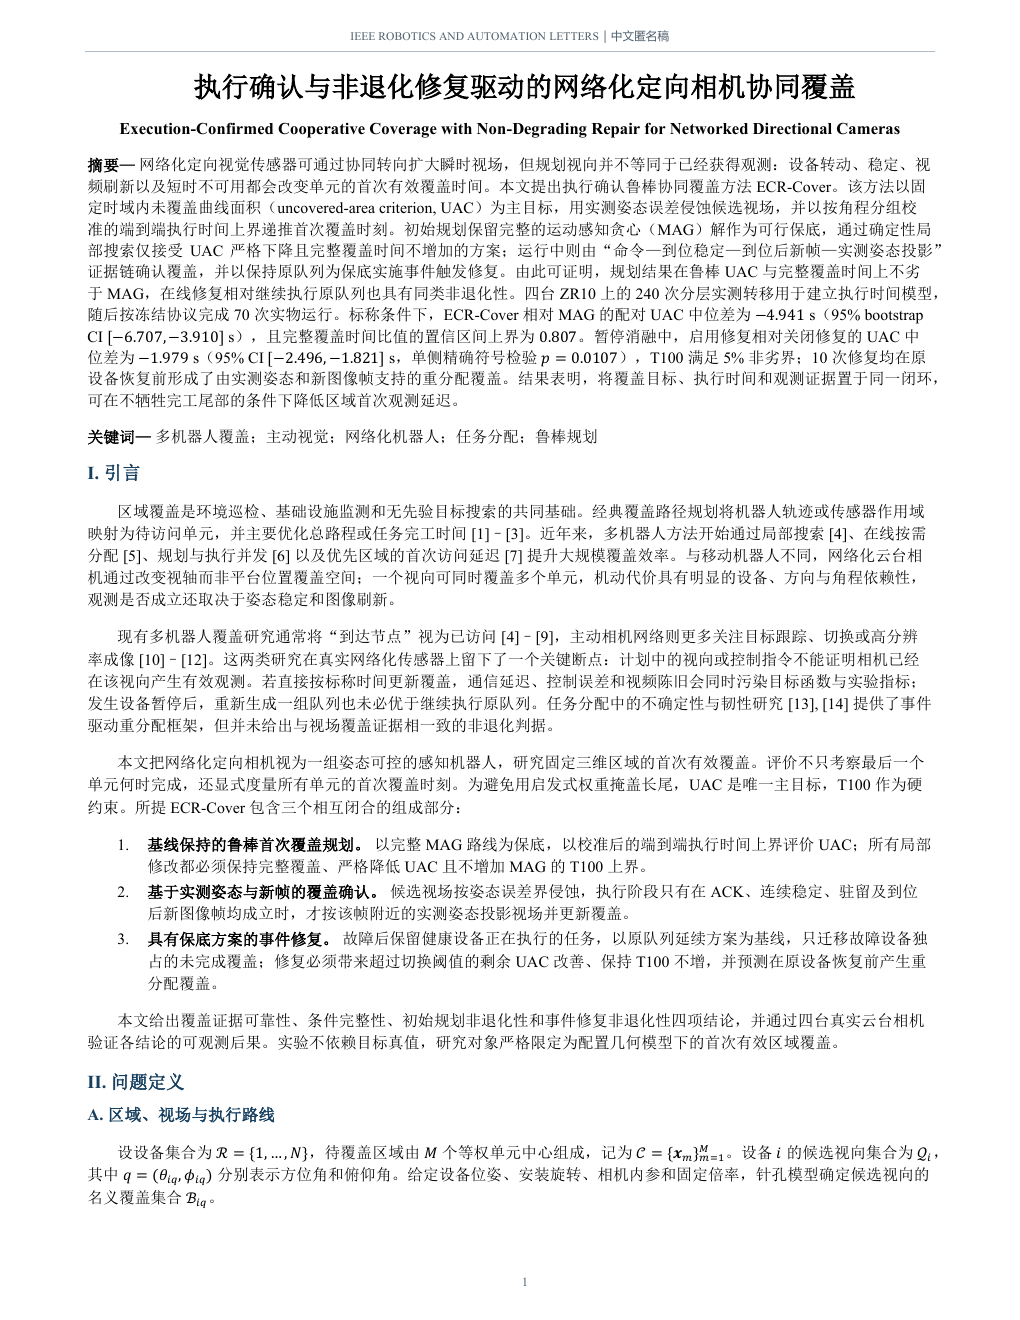 IEEE ROBOTICS AND AUTOMATION LETTERS｜中文匿名稿
执行确认与非退化修复驱动的网络化定向相机协同覆盖
Execution-Confirmed Cooperative Coverage with Non-Degrading Repair for Networked Directional Cameras
摘要— 网络化定向视觉传感器可通过协同转向扩大瞬时视场，但规划视向并不等同于已经获得观测：设备转动、稳定、视
频刷新以及短时不可用都会改变单元的首次有效覆盖时间。本文提出执行确认鲁棒协同覆盖方法 ECR-Cover。该方法以固
定时域内未覆盖曲线面积（uncovered-area criterion, UAC）为主目标，用实测姿态误差侵蚀候选视场，并以按角程分组校
准的端到端执行时间上界递推首次覆盖时刻。初始规划保留完整的运动感知贪心（MAG）解作为可行保底，通过确定性局
部搜索仅接受 UAC 严格下降且完整覆盖时间不增加的方案；运行中则由“命令—到位稳定—到位后新帧—实测姿态投影”
证据链确认覆盖，并以保持原队列为保底实施事件触发修复。由此可证明，规划结果在鲁棒 UAC 与完整覆盖时间上不劣
于 MAG，在线修复相对继续执行原队列也具有同类非退化性。四台 ZR10 上的 240 次分层实测转移用于建立执行时间模型，
随后按冻结协议完成 70 次实物运行。标称条件下，ECR-Cover 相对 MAG 的配对 UAC 中位差为 −4.941 s（95% bootstrap
CI [−6.707,−3.910] s），且完整覆盖时间比值的置信区间上界为 0.807。暂停消融中，启用修复相对关闭修复的 UAC 中
位差为 −1.979 s（95% CI [−2.496, −1.821] s，单侧精确符号检验 p = 0.0107），T100 满足 5% 非劣界；10 次修复均在原
设备恢复前形成了由实测姿态和新图像帧支持的重分配覆盖。结果表明，将覆盖目标、执行时间和观测证据置于同一闭环，
可在不牺牲完工尾部的条件下降低区域首次观测延迟。
关键词— 多机器人覆盖；主动视觉；网络化机器人；任务分配；鲁棒规划
I. 引言
区域覆盖是环境巡检、基础设施监测和无先验目标搜索的共同基础。经典覆盖路径规划将机器人轨迹或传感器作用域
映射为待访问单元，并主要优化总路程或任务完工时间 [1]–[3]。近年来，多机器人方法开始通过局部搜索 [4]、在线按需
分配 [5]、规划与执行并发 [6] 以及优先区域的首次访问延迟 [7] 提升大规模覆盖效率。与移动机器人不同，网络化云台相
机通过改变视轴而非平台位置覆盖空间；一个视向可同时覆盖多个单元，机动代价具有明显的设备、方向与角程依赖性，
观测是否成立还取决于姿态稳定和图像刷新。
现有多机器人覆盖研究通常将“到达节点”视为已访问 [4]–[9]，主动相机网络则更多关注目标跟踪、切换或高分辨
率成像 [10]–[12]。这两类研究在真实网络化传感器上留下了一个关键断点：计划中的视向或控制指令不能证明相机已经
在该视向产生有效观测。若直接按标称时间更新覆盖，通信延迟、控制误差和视频陈旧会同时污染目标函数与实验指标；
发生设备暂停后，重新生成一组队列也未必优于继续执行原队列。任务分配中的不确定性与韧性研究 [13], [14] 提供了事件
驱动重分配框架，但并未给出与视场覆盖证据相一致的非退化判据。
本文把网络化定向相机视为一组姿态可控的感知机器人，研究固定三维区域的首次有效覆盖。评价不只考察最后一个
单元何时完成，还显式度量所有单元的首次覆盖时刻。为避免用启发式权重掩盖长尾，UAC 是唯一主目标，T100 作为硬
约束。所提 ECR-Cover 包含三个相互闭合的组成部分：
1. 基线保持的鲁棒首次覆盖规划。 以完整 MAG 路线为保底，以校准后的端到端执行时间上界评价 UAC；所有局部
修改都必须保持完整覆盖、严格降低 UAC 且不增加 MAG 的 T100 上界。
2. 基于实测姿态与新帧的覆盖确认。 候选视场按姿态误差界侵蚀，执行阶段只有在 ACK、连续稳定、驻留及到位
后新图像帧均成立时，才按该帧附近的实测姿态投影视场并更新覆盖。
3. 具有保底方案的事件修复。 故障后保留健康设备正在执行的任务，以原队列延续方案为基线，只迁移故障设备独
占的未完成覆盖；修复必须带来超过切换阈值的剩余 UAC 改善、保持 T100 不增，并预测在原设备恢复前产生重
分配覆盖。
本文给出覆盖证据可靠性、条件完整性、初始规划非退化性和事件修复非退化性四项结论，并通过四台真实云台相机
验证各结论的可观测后果。实验不依赖目标真值，研究对象严格限定为配置几何模型下的首次有效区域覆盖。
II. 问题定义
A. 区域、视场与执行路线
设设备集合为 ℛ = {1, … , N}，待覆盖区域由 M 个等权单元中心组成，记为 𝒞 = {𝒙ₘ}ᴹₘ₌₁。设备 i 的候选视向集合为 𝒬ᵢ，
其中 q = (θ_iq, ϕ_iq) 分别表示方位角和俯仰角。给定设备位姿、安装旋转、相机内参和固定倍率，针孔模型确定候选视向的
名义覆盖集合 ℬ_iq。
1